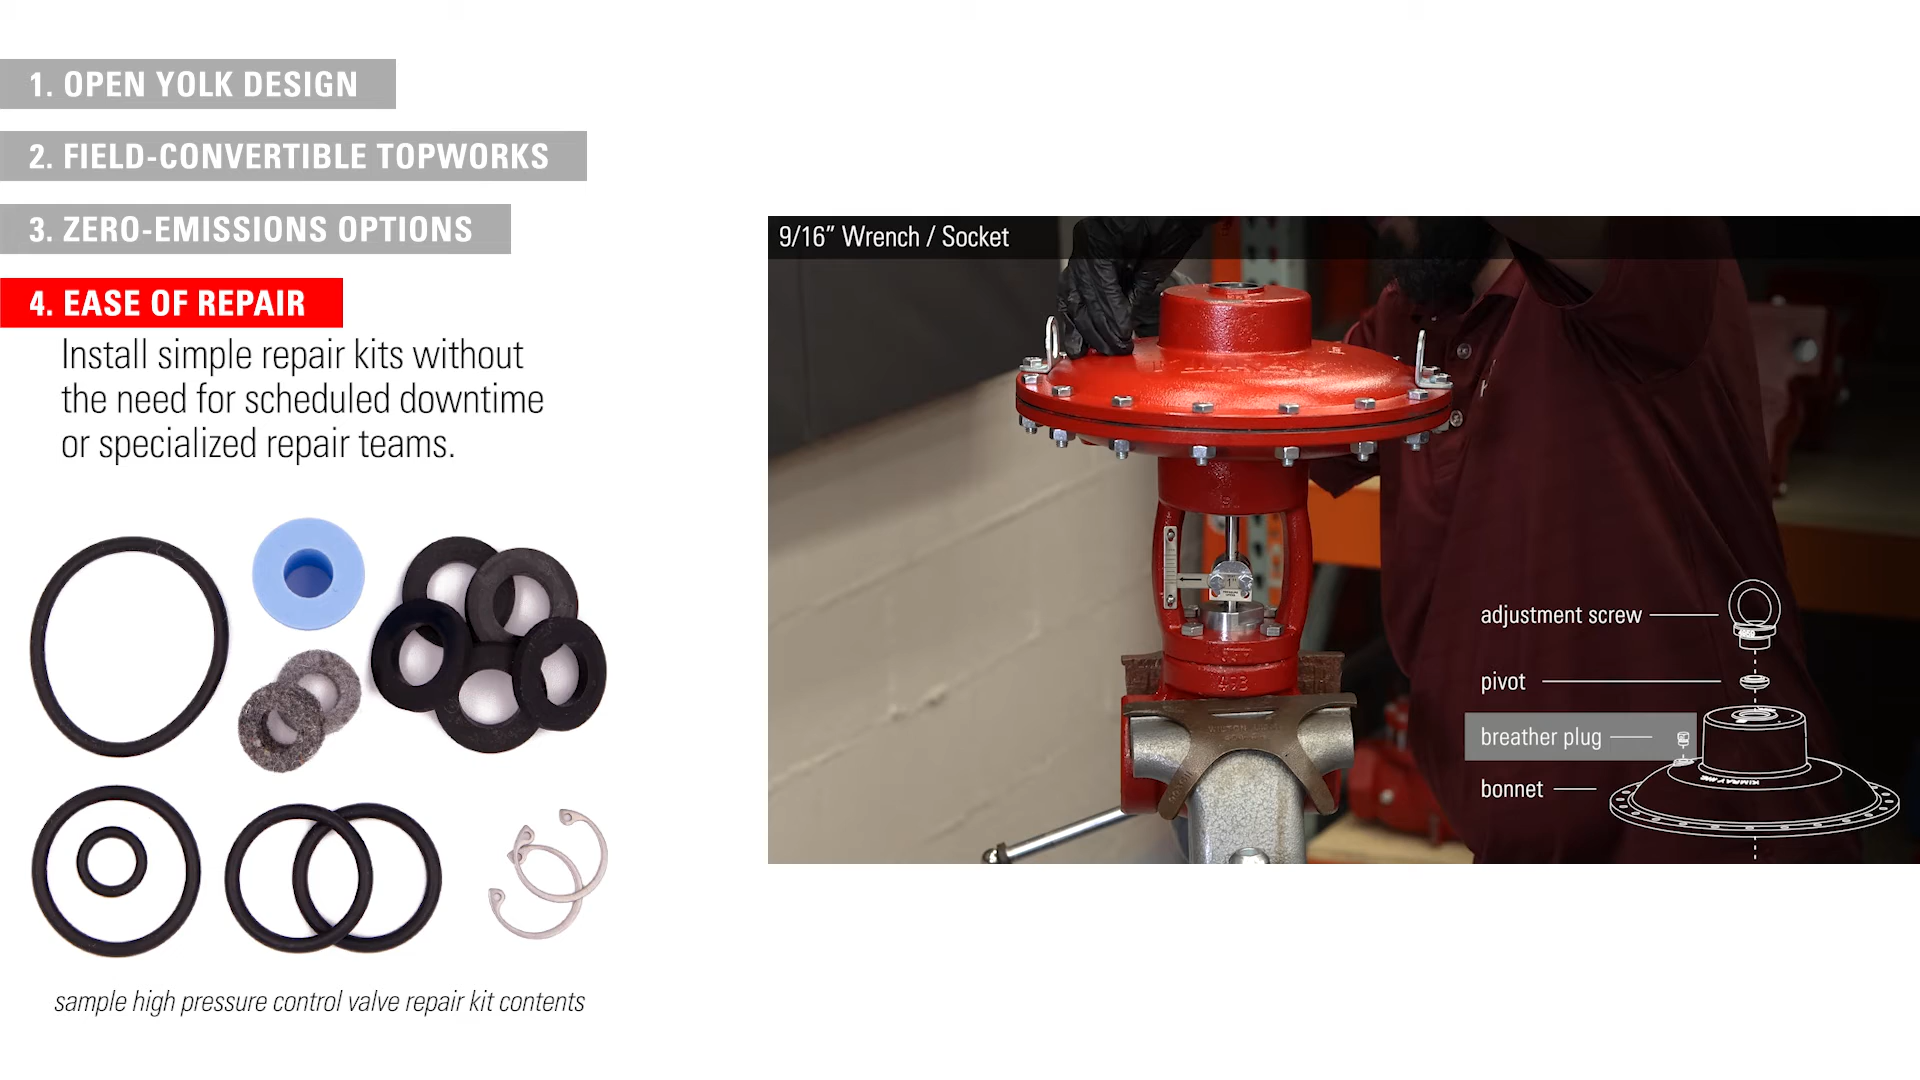 1. OPEN YOLK DESIGN
2. FIELD-CONVERTIBLE TOPWORKS
3. ZERO-EMISSIONS OPTIONS
4. EASE OF REPAIR
Install simple repair kits without
the need for scheduled downtime
or specialized repair teams.
sample high pressure control valve repair kit contents
9/16” Wrench / Socket
adjustment screw
pivot
breather plug
bonnet